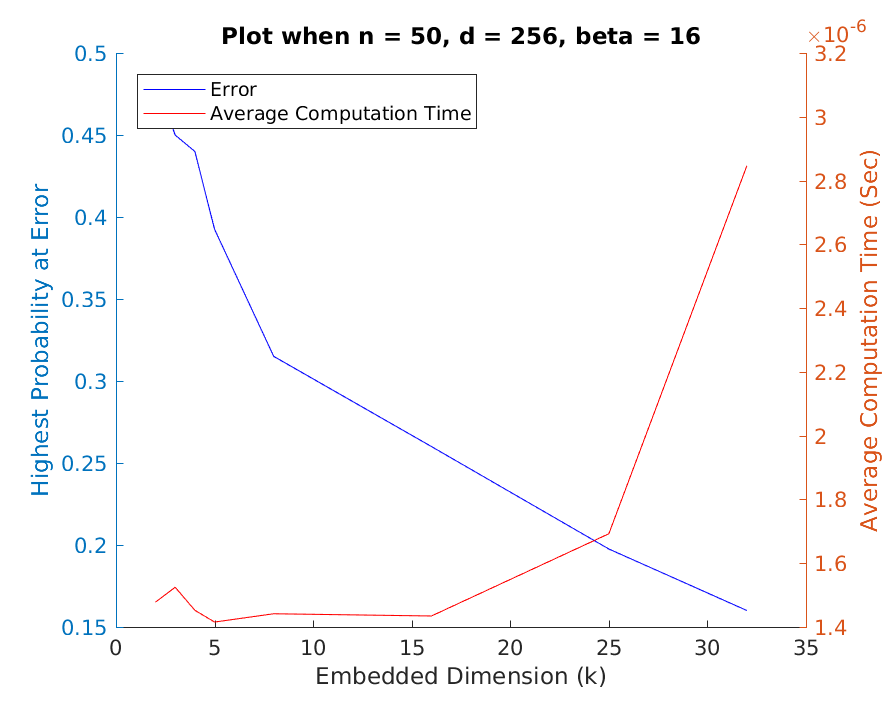 Plot when n = 50, d = 256, beta = 16
×10-6
Error
Average Computation Time
Highest Probability at Error
0.5
0.45
0.4
0.35
0.3
0.25
0.2
0.15
3.2
3
2.8
2.6
2.4
2.2
2
1.8
1.6
1.4
Average Computation Time (Sec)
0 5 10 15 20 25 30 35
Embedded Dimension (k)